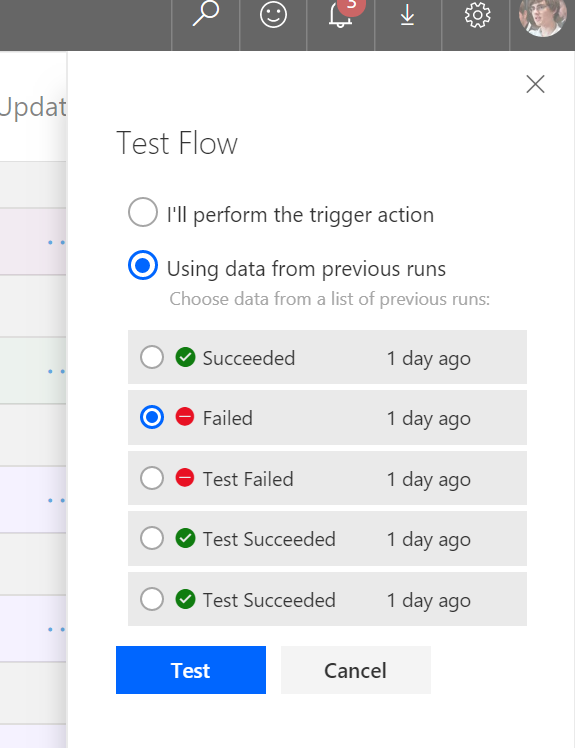 3
Updat
Test Flow
I'll perform the trigger action
Using data from previous runs
Choose data from a list of previous runs:
Succeeded 1 day ago
Failed 1 day ago
Test Failed 1 day ago
Test Succeeded 1 day ago
Test Succeeded 1 day ago
Test Cancel